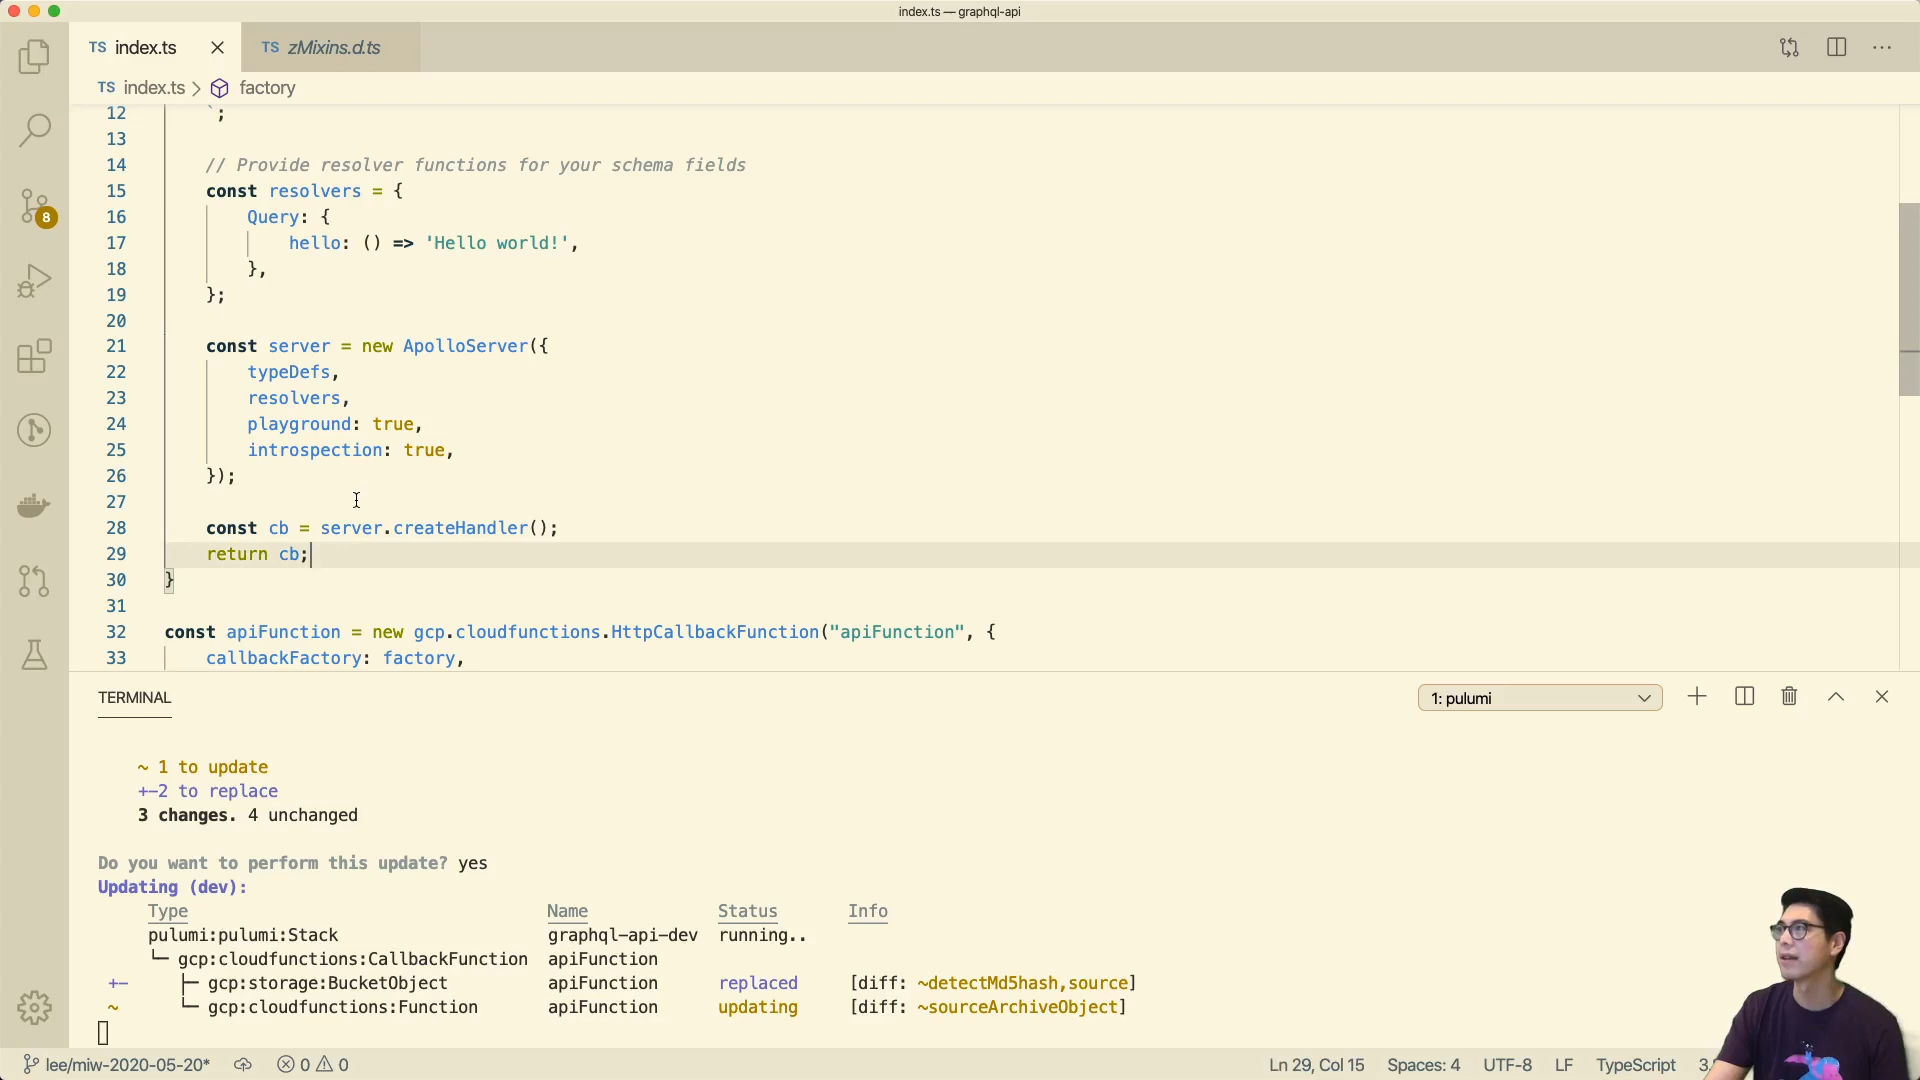 index.ts — graphql-api
TS index.ts
TS zMixins.d.ts
TS index.ts > factory
12 `;
13
14 // Provide resolver functions for your schema fields
15 const resolvers = {
16 Query: {
17 hello: () => 'Hello world!',
18 },
19 };
20
21 const server = new ApolloServer({
22 typeDefs,
23 resolvers,
24 playground: true,
25 introspection: true,
26 });
27
28 const cb = server.createHandler();
29 return cb;
30 }
31
32 const apiFunction = new gcp.cloudfunctions.HttpCallbackFunction("apiFunction", {
33 callbackFactory: factory,
8
TERMINAL
1: pulumi
~ 1 to update
+-2 to replace
3 changes. 4 unchanged
Do you want to perform this update? yes
Updating (dev):
Type Name Status Info
pulumi:pulumi:Stack graphql-api-dev running..
└─ gcp:cloudfunctions:CallbackFunction apiFunction
+- ├─ gcp:storage:BucketObject apiFunction replaced [diff: ~detectMd5hash,source]
~ └─ gcp:cloudfunctions:Function apiFunction updating [diff: ~sourceArchiveObject]
lee/miw-2020-05-20* 0 0 Ln 29, Col 15 Spaces: 4 UTF-8 LF TypeScript